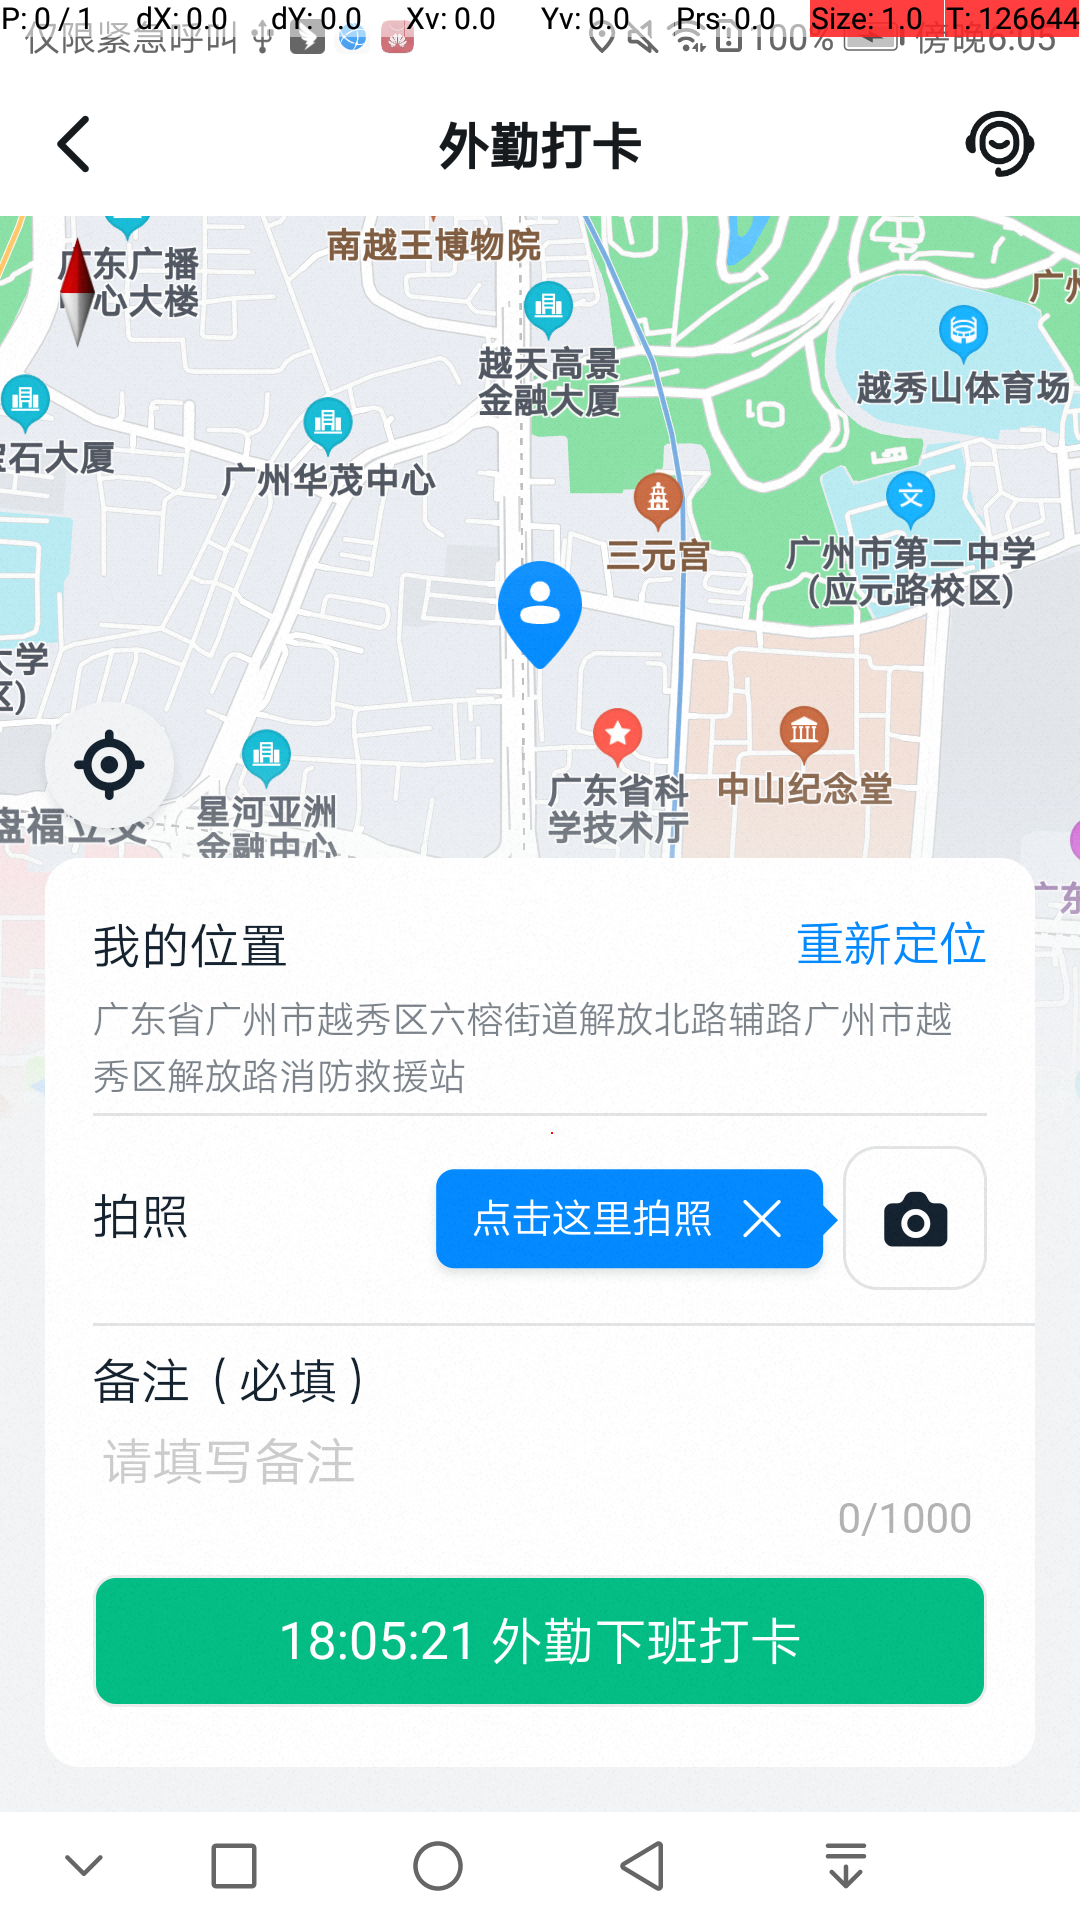 P: 0 / 1 dX: 0.0 dY: 0.0 Xv: 0.0 Yv: 0.0 Prs: 0.0 Size: 1.0 T: 126644
仅限紧急呼叫 100% 傍晚6:05
外勤打卡
南越王博物院
广东广播
心大楼
广州
越天高景
金融大厦
越秀山体育场
石大厦
广州华茂中心
文
三元宫
广州市第二中学
(应元路校区)
大学
区)
广东省科
学技术厅
中山纪念堂
星河亚洲
金融中心
盘福立交
广东
我的位置
重新定位
广东省广州市越秀区六榕街道解放北路辅路广州市越
秀区解放路消防救援站
拍照
点击这里拍照
备注（必填）
请填写备注
0/1000
18:05:21 外勤下班打卡